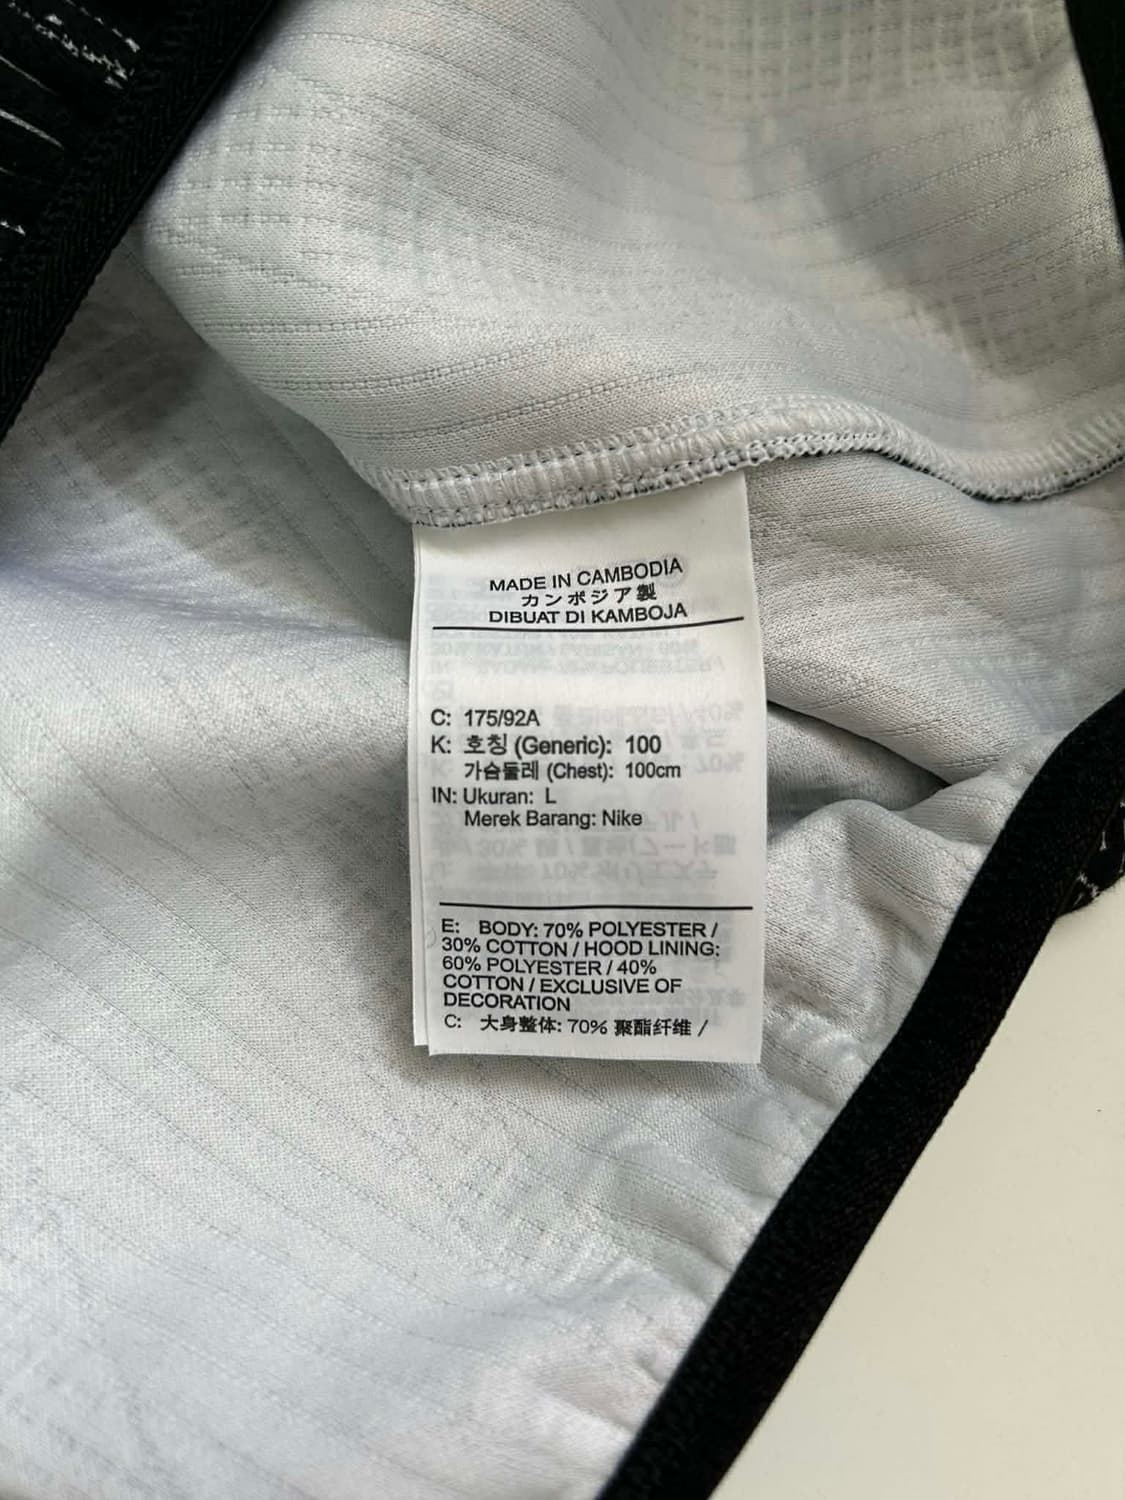 MADE IN CAMBODIA
カンボジア製
DIBUAT DI KAMBOJA
C: 175/92A
K: 호칭 (Generic): 100
가슴둘레 (Chest): 100cm
IN: Ukuran: L
Merek Barang: Nike
E: BODY: 70% POLYESTER /
30% COTTON / HOOD LINING:
60% POLYESTER / 40%
COTTON / EXCLUSIVE OF
DECORATION
C: 大身整体: 70% 聚酯纤维 /